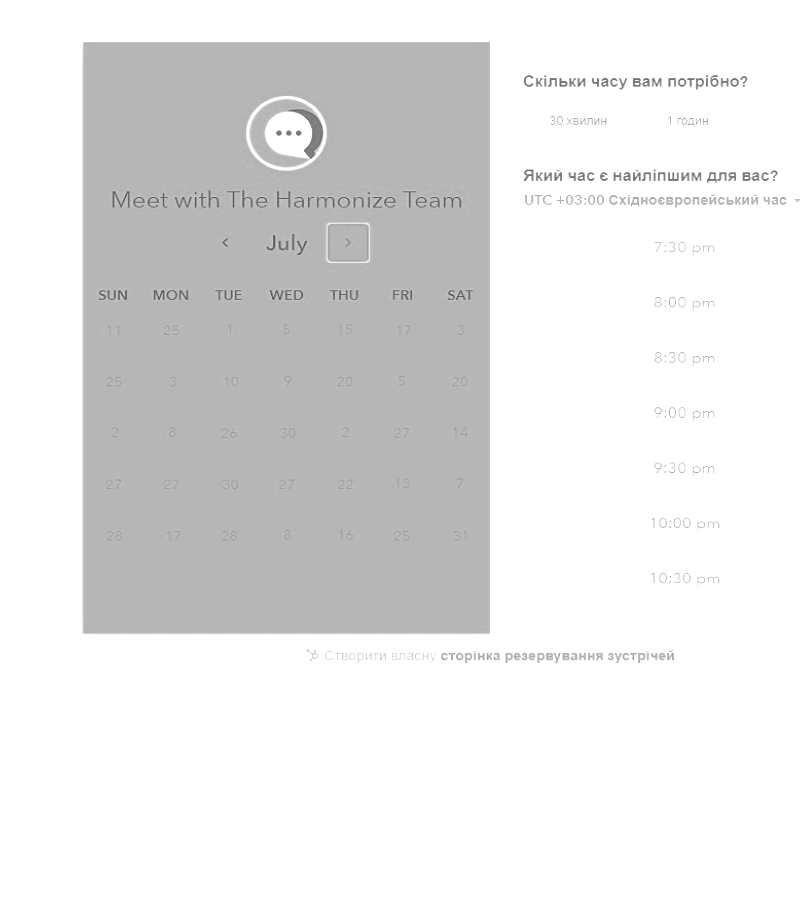 Meet with The Harmonize Team
July
SUN MON TUE WED THU FRI SAT
11 25 1 5 15 17 3
25 3 10 9 20 5 20
2 8 26 30 2 27 14
27 27 30 27 22 13 7
28 17 28 8 16 25 31
Скільки часу вам потрібно?
30 хвилин 1 годин
Який час є найліпшим для вас?
UTC +03:00 Східноєвропейський час
7:30 pm
8:00 pm
8:30 pm
9:00 pm
9:30 pm
10:00 pm
10:30 pm
Створити власну сторінка резервування зустрічей